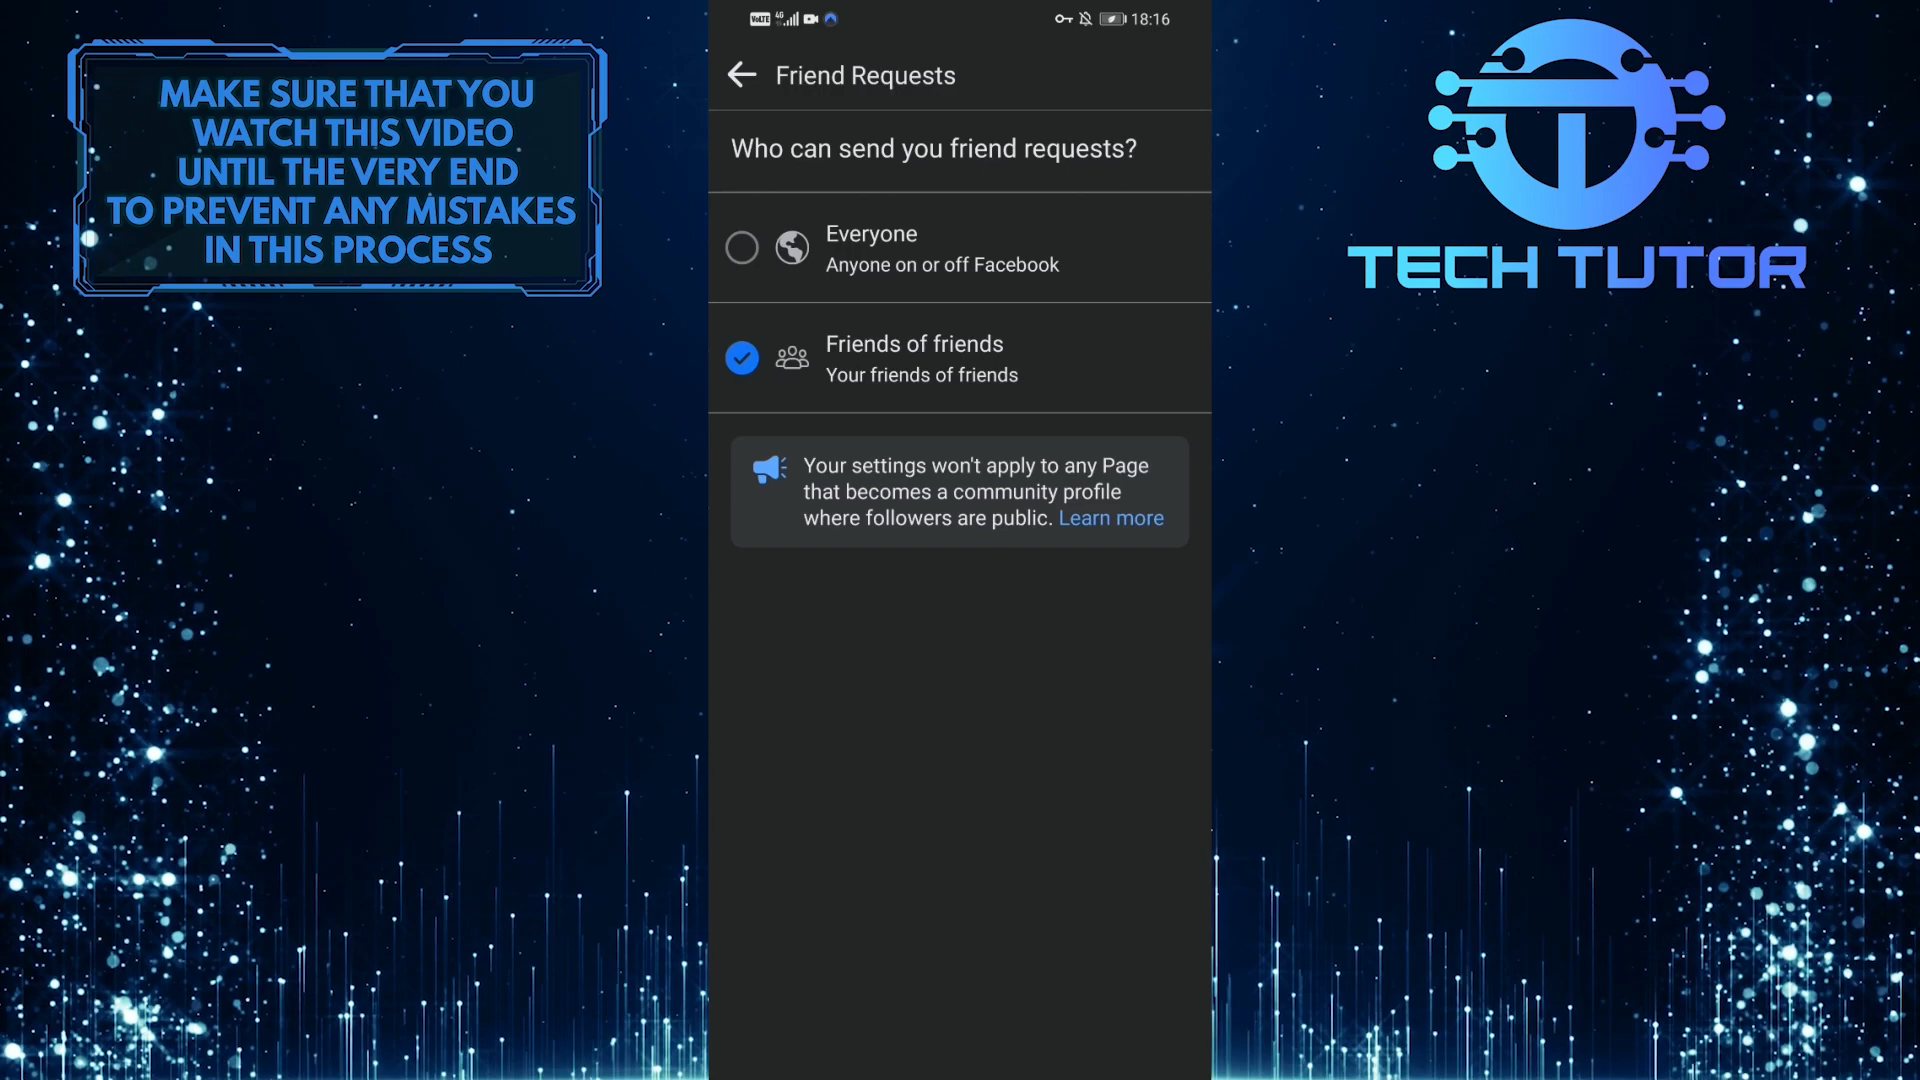 MAKE SURE THAT YOU
WATCH THIS VIDEO
UNTIL THE VERY END
TO PREVENT ANY MISTAKES
IN THIS PROCESS
VoLTE 4G 18:16
Friend Requests
Who can send you friend requests?
Everyone
Anyone on or off Facebook
Friends of friends
Your friends of friends
Your settings won't apply to any Page
that becomes a community profile
where followers are public. Learn more
TECH TUTOR